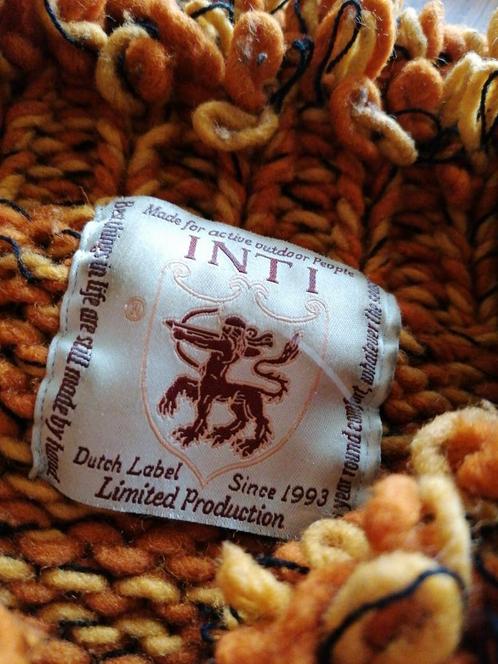 Made for active outdoor People
INTI
®
Best things in life are still made by hand
year round comfort, whatever the
Dutch Label
Since 1993
Limited Production